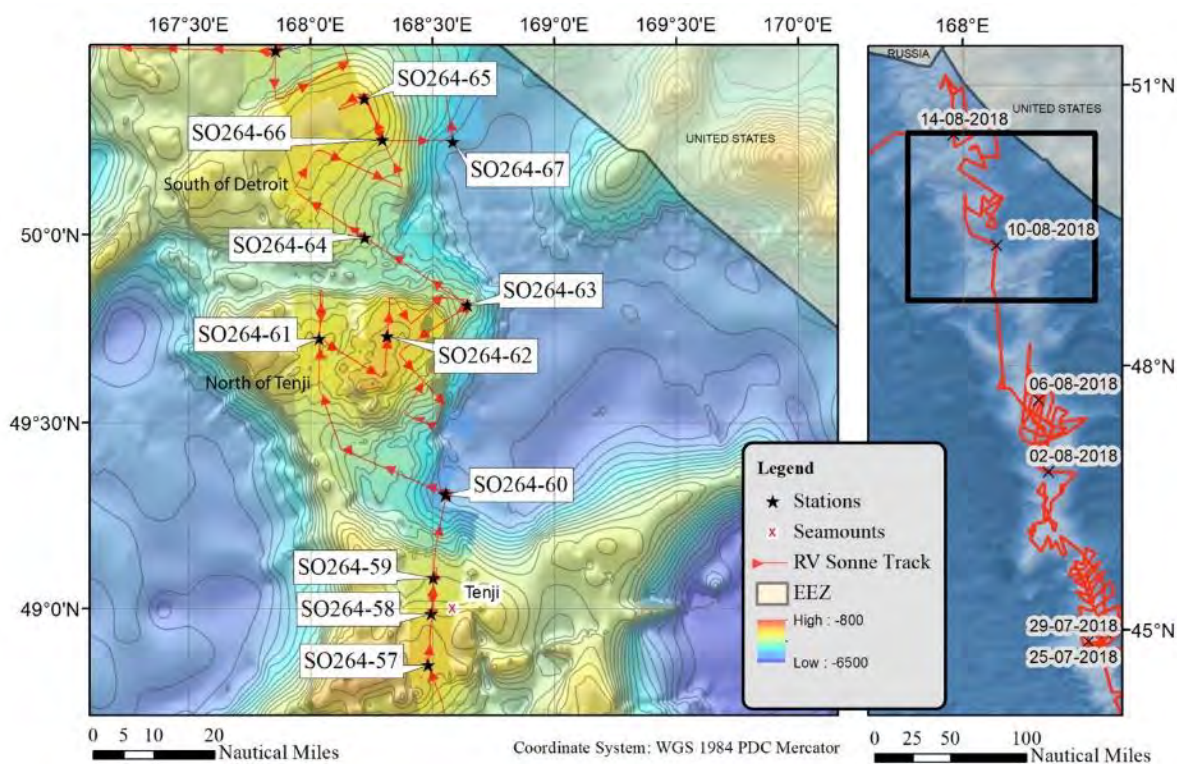 167°30'E 168°0'E 168°30'E 169°0'E 169°30'E 170°0'E
168°E
RUSSIA
51°N
UNITED STATES
14-08-2018
SO264-65
SO264-66
UNITED STATES
SO264-67
South of Detroit
10-08-2018
50°0'N
SO264-64
SO264-63
SO264-61
SO264-62
North of Tenji
48°N
06-08-2018
49°30'N
02-08-2018
Legend
Stations
Seamounts
RV Sonne Track
EEZ
High : -800
Low : -6500
SO264-60
SO264-59
Tenji
49°0'N
SO264-58
SO264-57
29-07-2018
45°N
25-07-2018
0 5 10 20
Nautical Miles
Coordinate System: WGS 1984 PDC Mercator
0 25 50 100
Nautical Miles